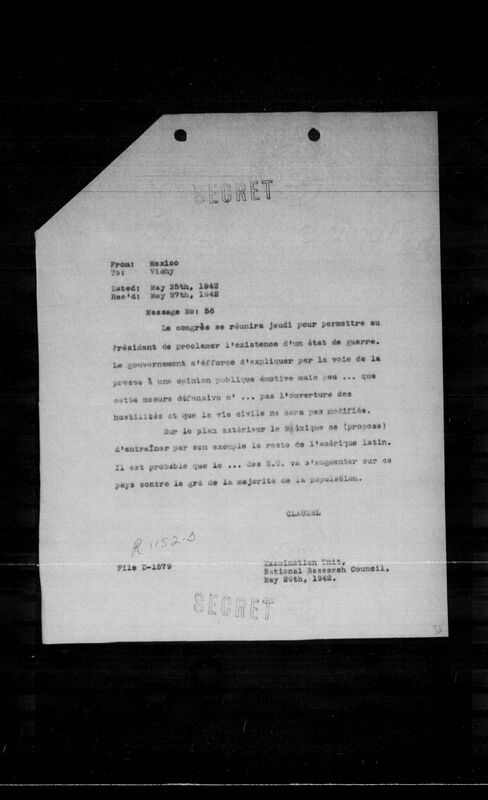 SECRET
From: Mexico
To: Vichy
Dated: May 25th, 1942
Rec'd: May 27th, 1942
Message No: 56
Le congrès se réunira jeudi pour permettre au
Président de proclamer l'existence d'un état de guerre.
Le gouvernement s'éfforce d'expliquer par la voie de la
presse à une opinion publique émotive mais peu ... que
cette mesure défensive n' ... pas l'ouverture des
hostilités et que la vie civile ne sera pas modifiée.
Sur le plan extérieur le Mexique se (propose)
d'entraîner par son exemple le reste de l'amérique latin.
Il est probable que le ... des E.U. va s'augmenter sur ce
pays contre le gré de la majorité de la population.
CLAUZEL
R 1152-3
File D-1579
Examination Unit,
National Research Council,
May 29th, 1942.
SECRET